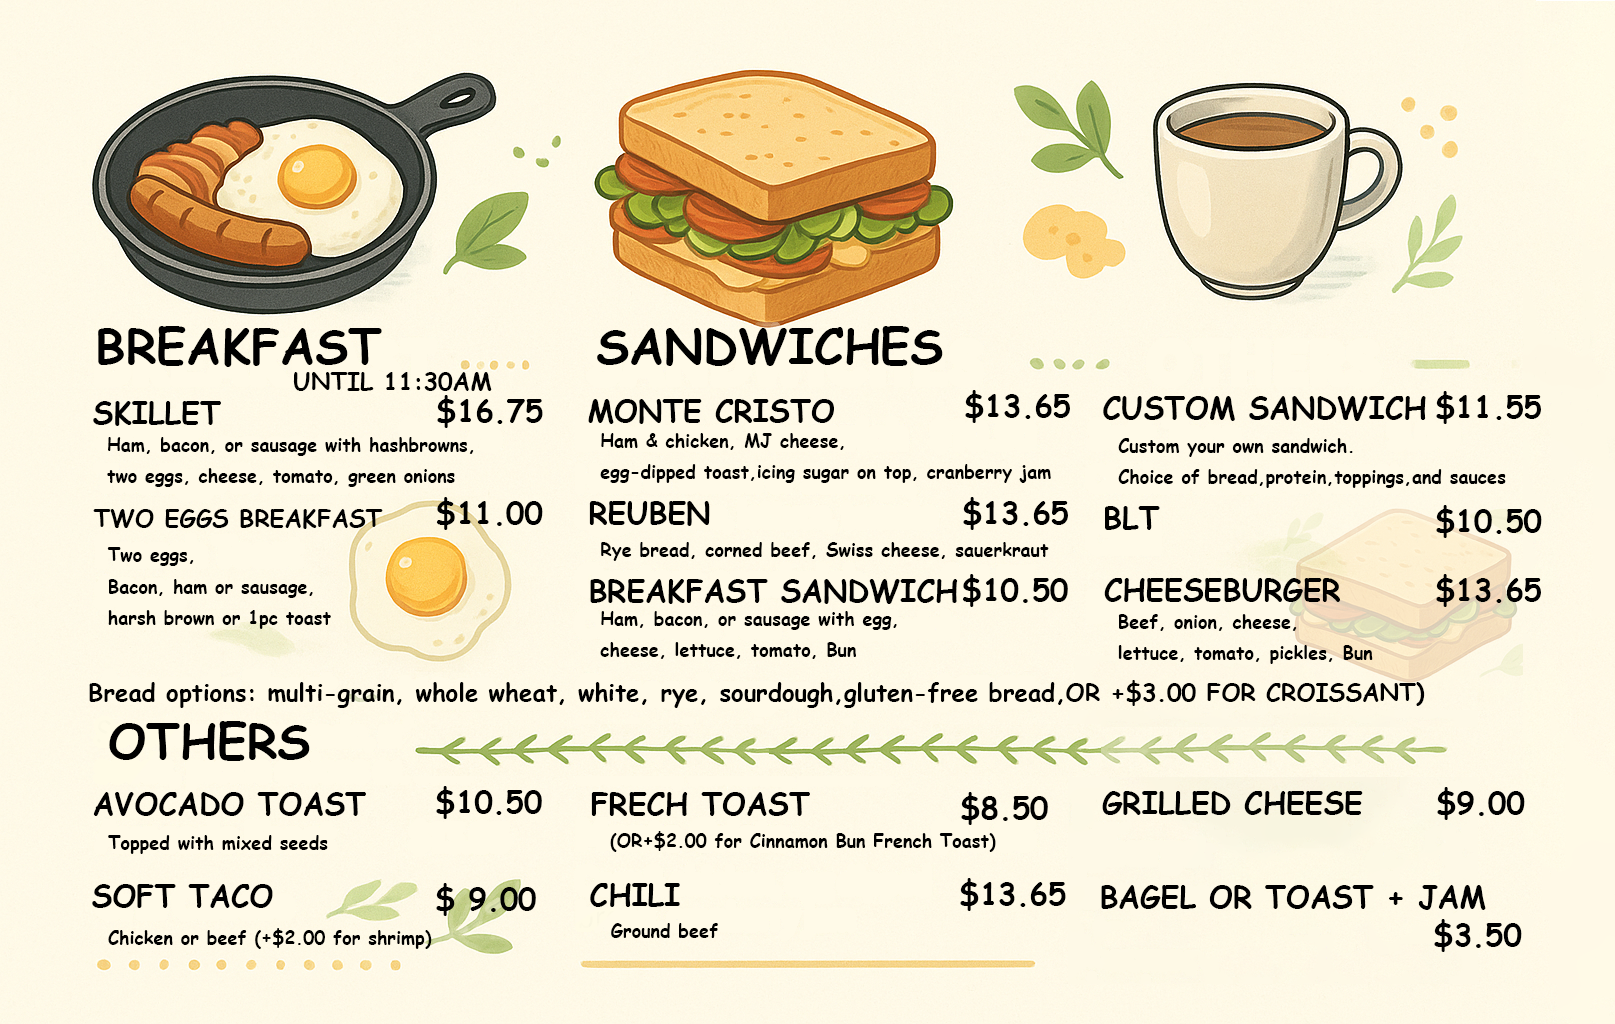 BREAKFAST
UNTIL 11:30AM
SKILLET $16.75
Ham, bacon, or sausage with hashbrowns,
two eggs, cheese, tomato, green onions
TWO EGGS BREAKFAST $11.00
Two eggs,
Bacon, ham or sausage,
harsh brown or 1pc toast
SANDWICHES
MONTE CRISTO $13.65
Ham & chicken, MJ cheese,
egg-dipped toast,icing sugar on top, cranberry jam
REUBEN $13.65
Rye bread, corned beef, Swiss cheese, sauerkraut
BREAKFAST SANDWICH $10.50
Ham, bacon, or sausage with egg,
cheese, lettuce, tomato, Bun
CUSTOM SANDWICH $11.55
Custom your own sandwich.
Choice of bread,protein,toppings,and sauces
BLT $10.50
CHEESEBURGER $13.65
Beef, onion, cheese,
lettuce, tomato, pickles, Bun
Bread options: multi-grain, whole wheat, white, rye, sourdough,gluten-free bread,OR +$3.00 FOR CROISSANT)
OTHERS
AVOCADO TOAST $10.50
Topped with mixed seeds
SOFT TACO $ 9.00
Chicken or beef (+$2.00 for shrimp)
FRECH TOAST $8.50
(OR+$2.00 for Cinnamon Bun French Toast)
CHILI $13.65
Ground beef
GRILLED CHEESE $9.00
BAGEL OR TOAST + JAM
$3.50